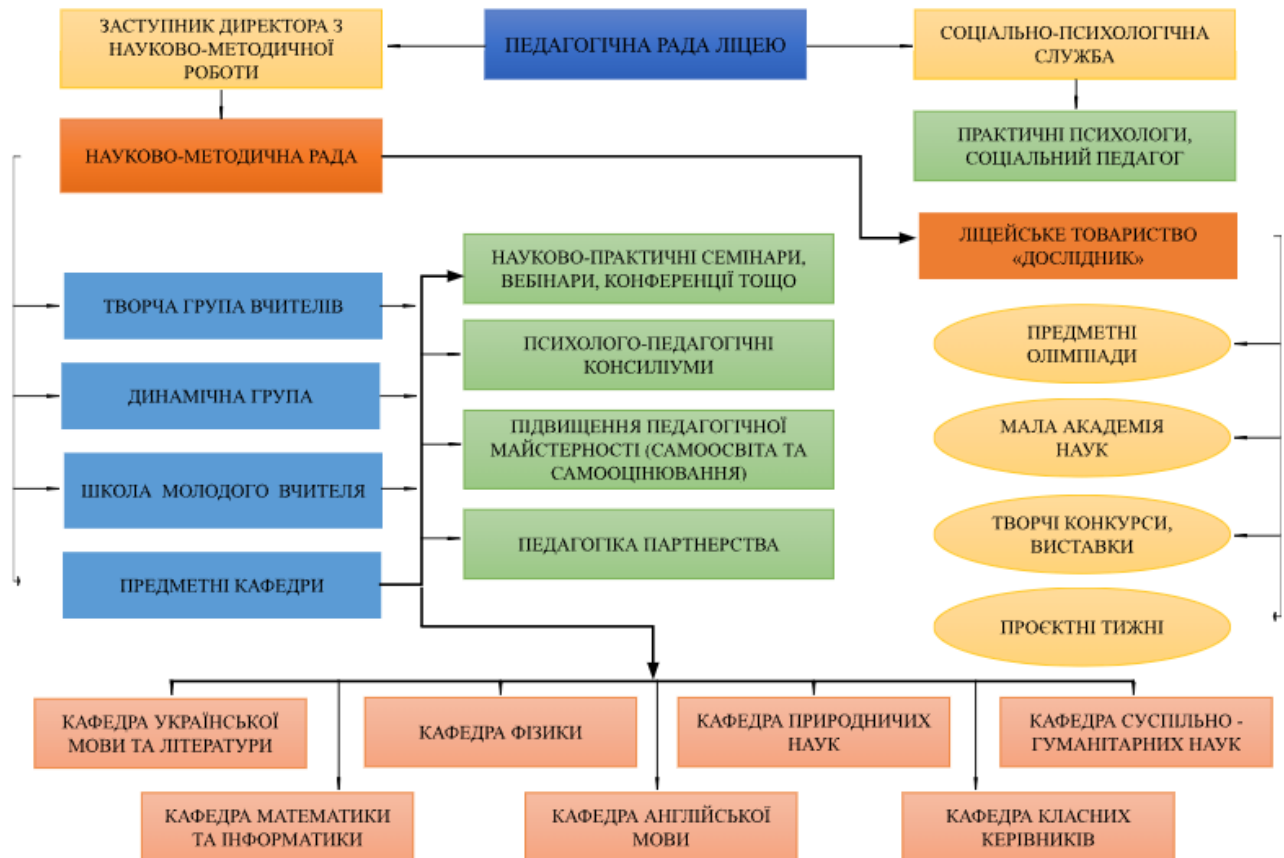 ЗАСТУПНИК ДИРЕКТОРА З
НАУКОВО-МЕТОДИЧНОЇ
РОБОТИ
ПЕДАГОГІЧНА РАДА ЛІЦЕЮ
СОЦІАЛЬНО-ПСИХОЛОГІЧНА
СЛУЖБА
НАУКОВО-МЕТОДИЧНА РАДА
ПРАКТИЧНІ ПСИХОЛОГИ,
СОЦІАЛЬНИЙ ПЕДАГОГ
ЛІЦЕЙСЬКЕ ТОВАРИСТВО
«ДОСЛІДНИК»
ТВОРЧА ГРУПА ВЧИТЕЛІВ
ДИНАМІЧНА ГРУПА
ШКОЛА МОЛОДОГО ВЧИТЕЛЯ
ПРЕДМЕТНІ КАФЕДРИ
НАУКОВО-ПРАКТИЧНІ СЕМІНАРИ,
ВЕБІНАРИ, КОНФЕРЕНЦІЇ ТОЩО
ПСИХОЛОГО-ПЕДАГОГІЧНІ
КОНСИЛІУМИ
ПІДВИЩЕННЯ ПЕДАГОГІЧНОЇ
МАЙСТЕРНОСТІ (САМООСВІТА ТА
САМООЦІНЮВАННЯ)
ПЕДАГОГІКА ПАРТНЕРСТВА
ПРЕДМЕТНІ
ОЛІМПІАДИ
МАЛА АКАДЕМІЯ
НАУК
ТВОРЧІ КОНКУРСИ,
ВИСТАВКИ
ПРОЄКТНІ ТИЖНІ
КАФЕДРА УКРАЇНСЬКОЇ
МОВИ ТА ЛІТЕРАТУРИ
КАФЕДРА ФІЗИКИ
КАФЕДРА ПРИРОДНИЧИХ
НАУК
КАФЕДРА СУСПІЛЬНО -
ГУМАНІТАРНИХ НАУК
КАФЕДРА МАТЕМАТИКИ
ТА ІНФОРМАТИКИ
КАФЕДРА АНГЛІЙСЬКОЇ
МОВИ
КАФЕДРА КЛАСНИХ
КЕРІВНИКІВ